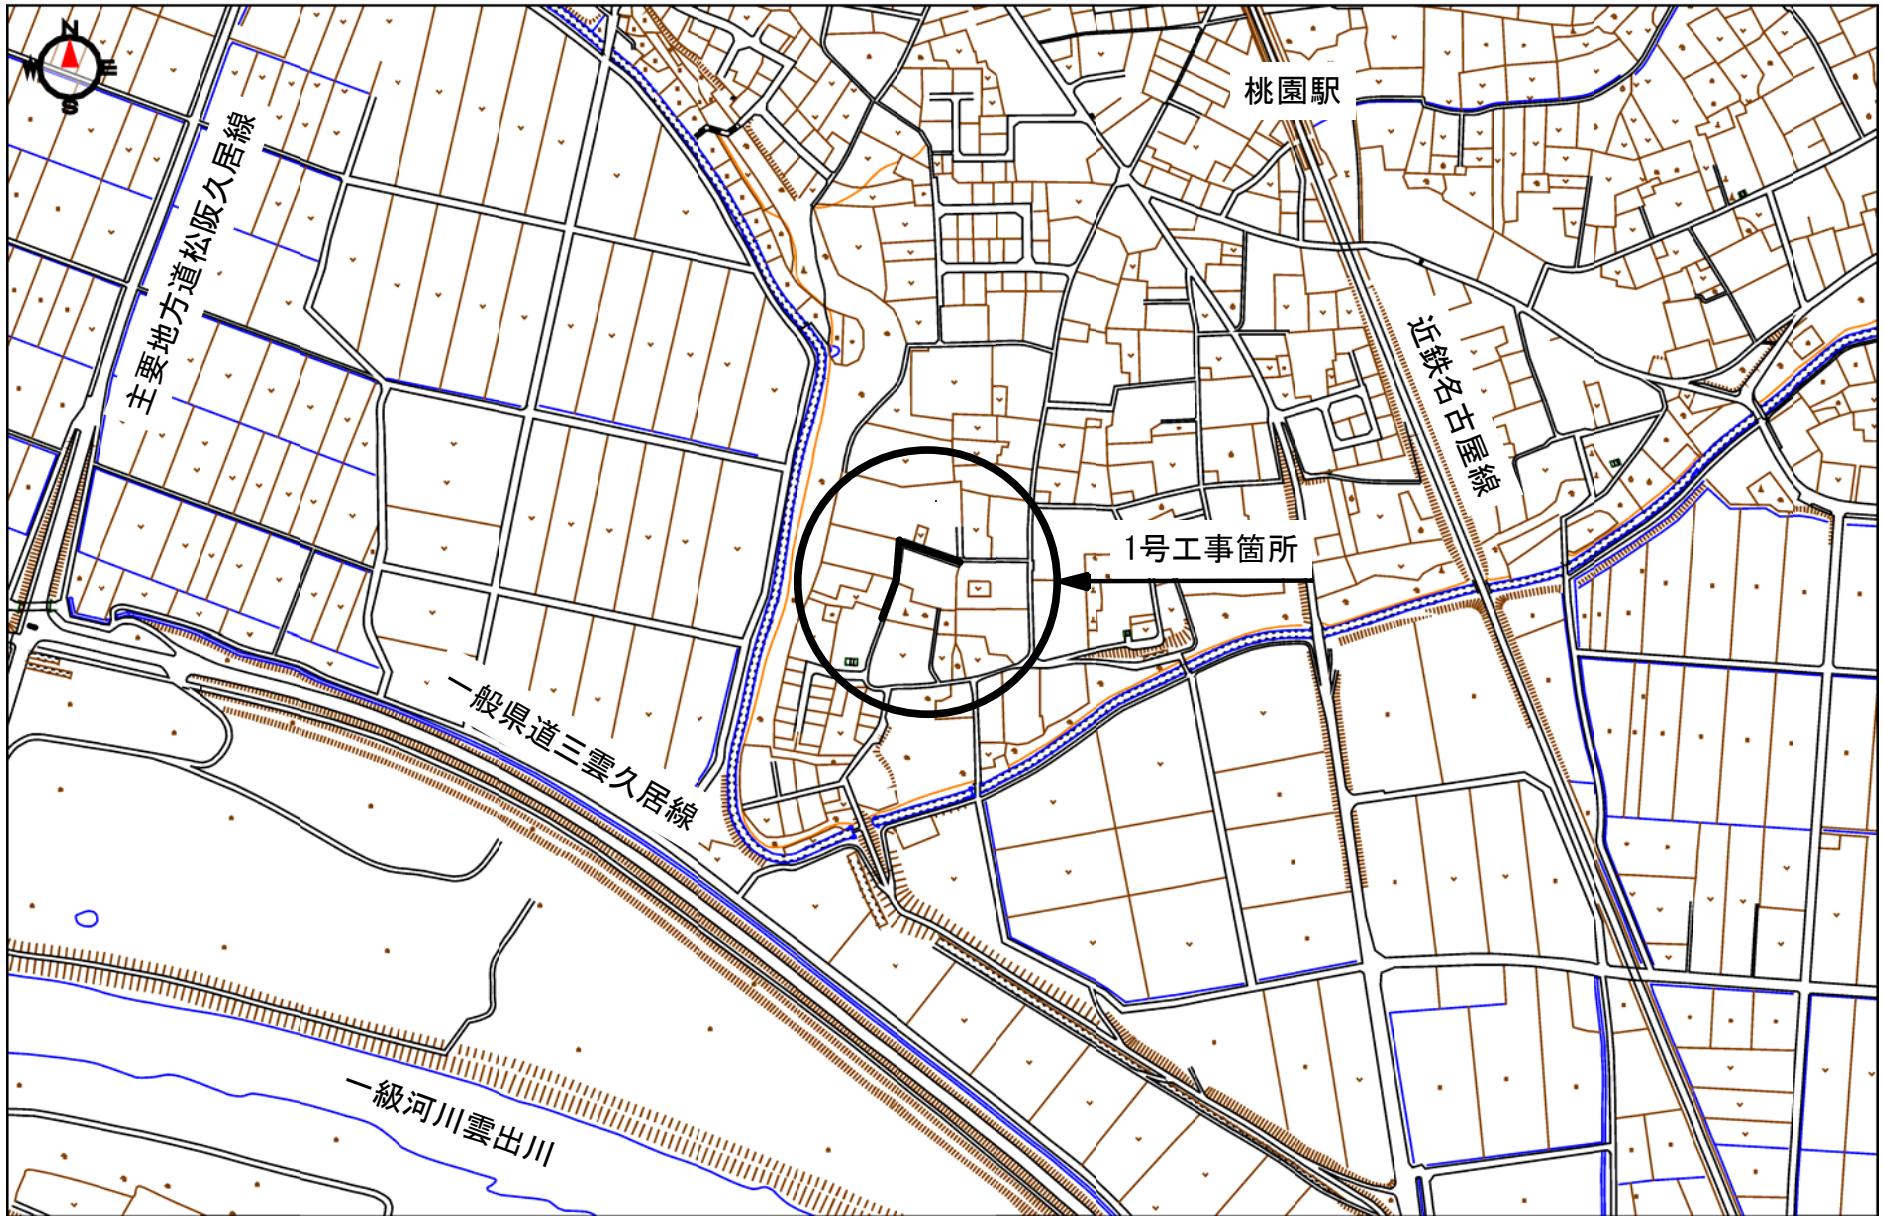 N
W
E
S
桃園駅
主要地方道松阪久居線
近鉄名古屋線
1号工事箇所
一般県道三雲久居線
一級河川雲出川